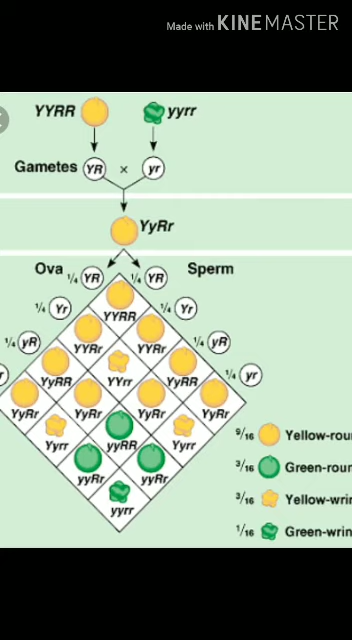 Made with KINEMASTER
YYRR yyrr
Gametes YR × yr
YyRr
Ova 1/4 YR 1/4 YR Sperm
YYRR
1/4 Yr 1/4 Yr
YYRr YYRr
1/4 yR 1/4 yR
YyRR YYrr YyRR
r 1/4 yr
YyRr YyRr YyRr YyRr
Yyrr yyRR Yyrr
9/16 Yellow-rou
yyRr yyRr
3/16 Green-rou
3/16 Yellow-wrin
yyrr
1/16 Green-wrin